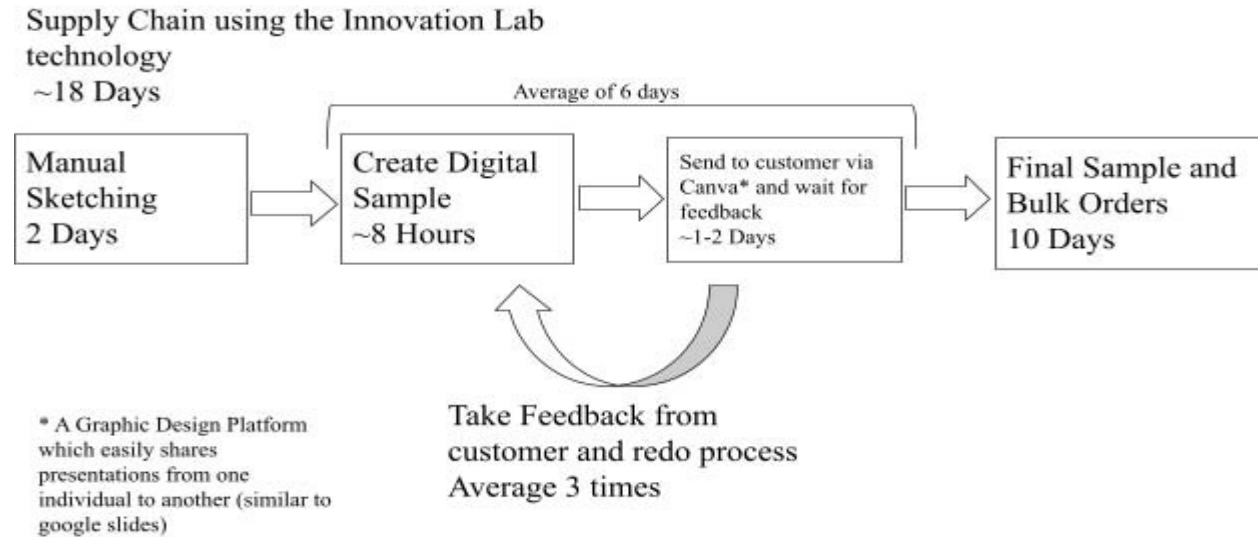 Supply Chain using the Innovation Lab
technology
~18 Days
Average of 6 days
Manual
Sketching
2 Days
Create Digital
Sample
~8 Hours
Send to customer via
Canva* and wait for
feedback
~1-2 Days
Final Sample and
Bulk Orders
10 Days
Take Feedback from
customer and redo process
Average 3 times
* A Graphic Design Platform
which easily shares
presentations from one
individual to another (similar to
google slides)